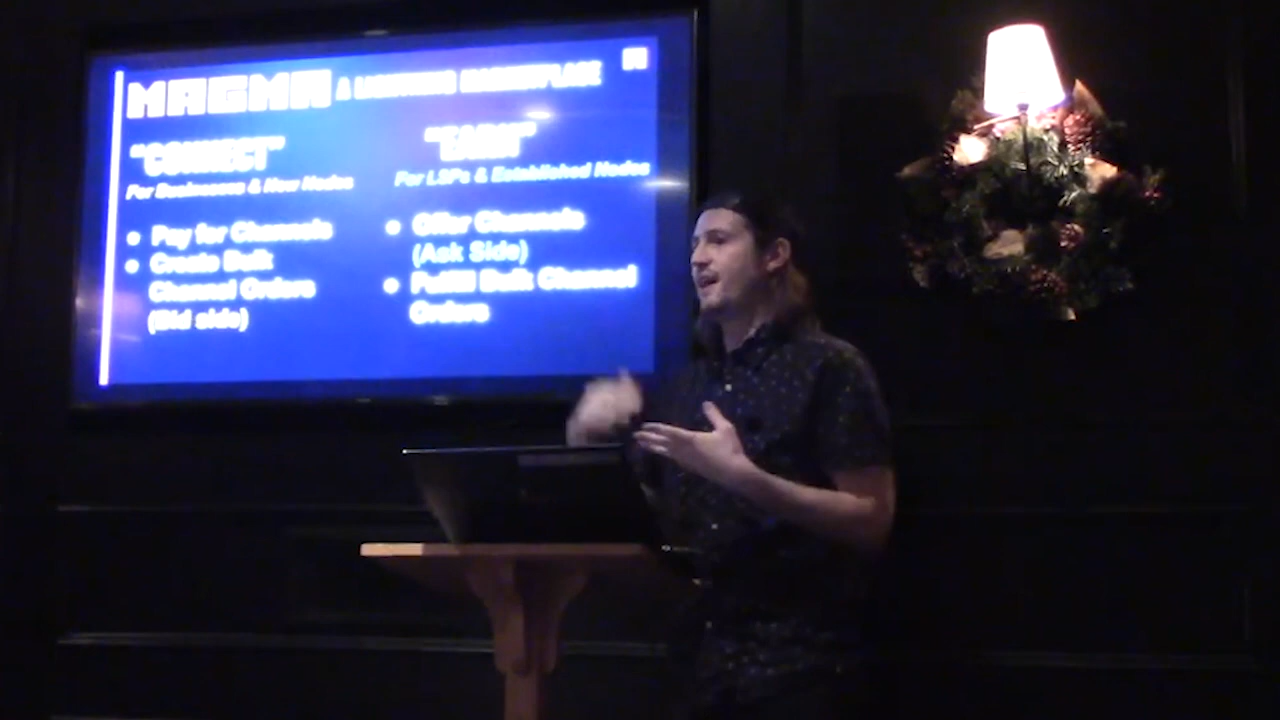 MAGMA A LIGHTNING MARKETPLACE
"CONNECT"
For Businesses & New Nodes
• Pay for Channels
• Create Bulk
Channel Orders
(Bid side)
"EARN"
For LSPs & Established Nodes
• Offer Channels
(Ask Side)
• Fulfill Bulk Channel
Orders